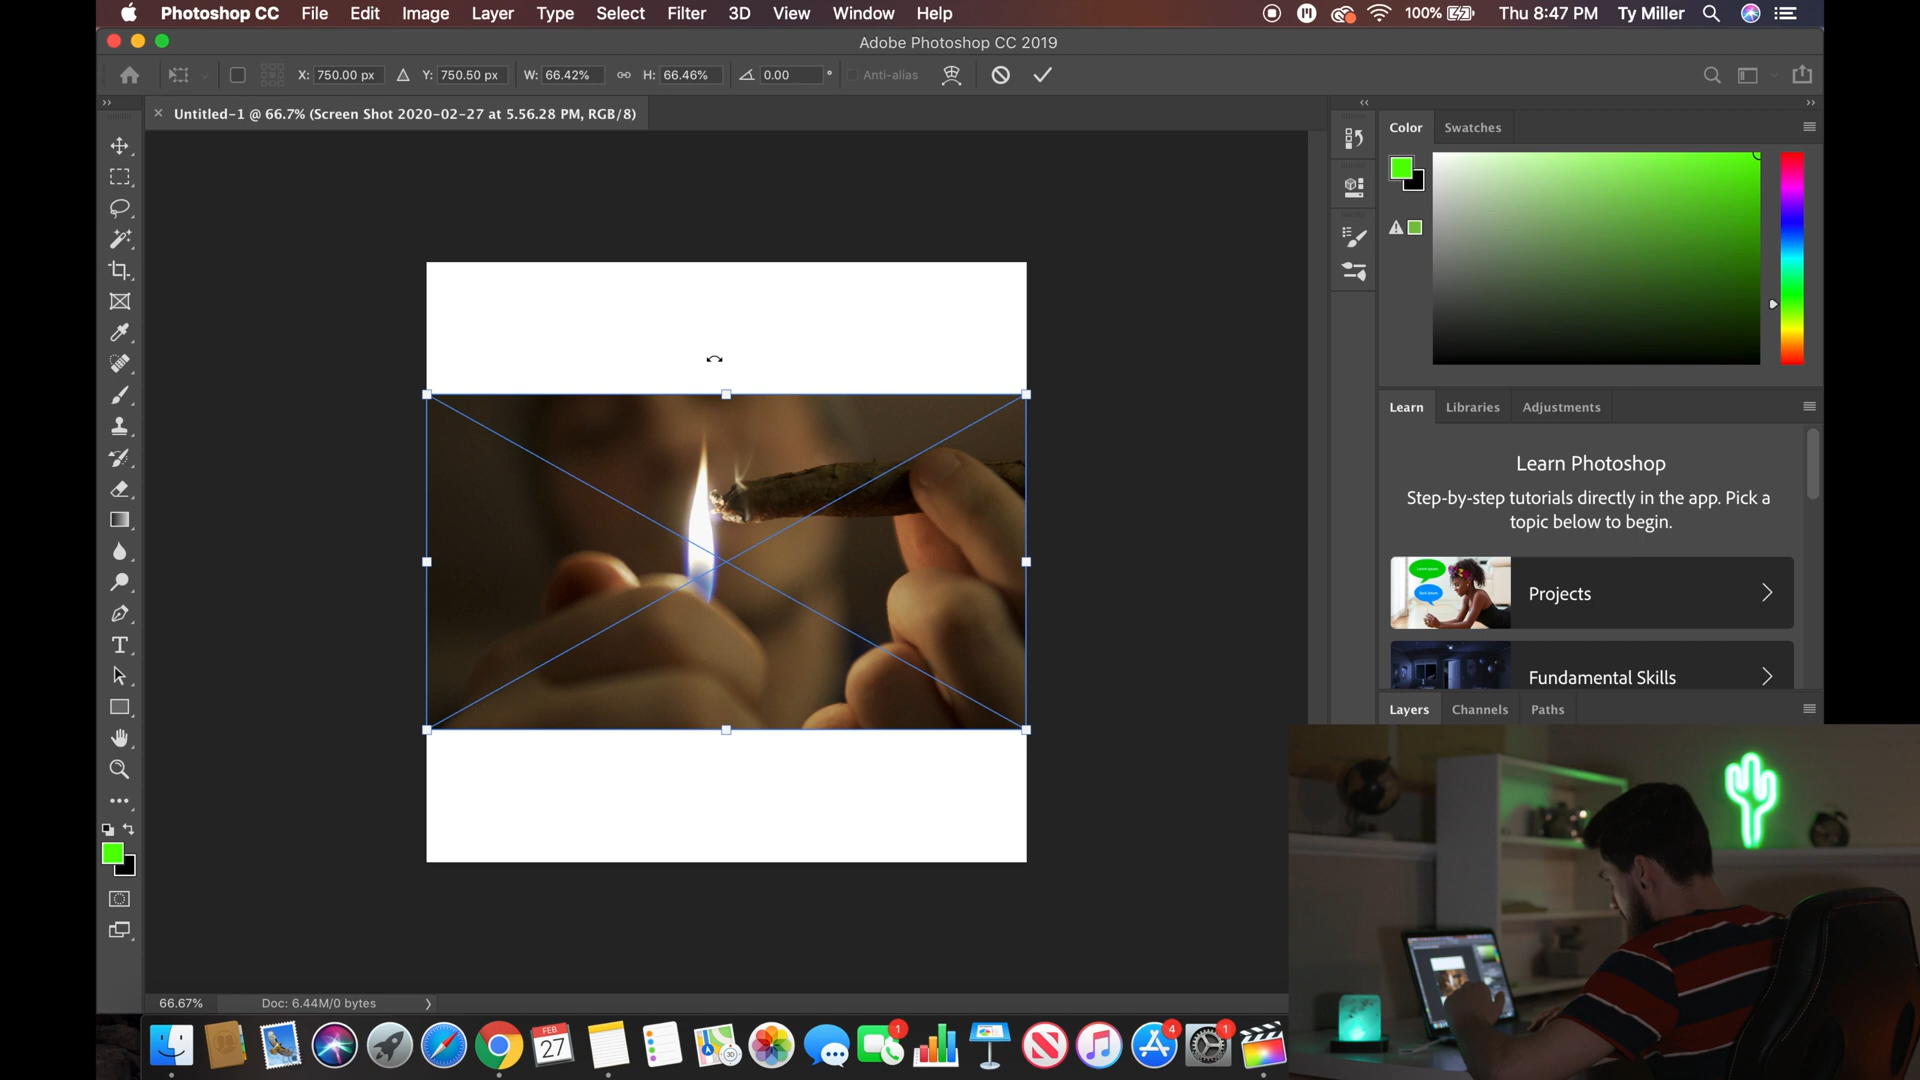 Photoshop CC File Edit Image Layer Type Select Filter 3D View Window Help 100% Thu 8:47 PM Ty Miller
Adobe Photoshop CC 2019
X: 750.00 px Y: 750.50 px W: 66.42% H: 66.46% 0.00 ° Anti-alias
Untitled-1 @ 66.7% (Screen Shot 2020-02-27 at 5.56.28 PM, RGB/8)
Color Swatches
Learn Libraries Adjustments
Learn Photoshop
Step-by-step tutorials directly in the app. Pick a
topic below to begin.
Projects
Fundamental Skills
Layers Channels Paths
66.67% Doc: 6.44M/0 bytes
FEB
27
3D
1
4
1